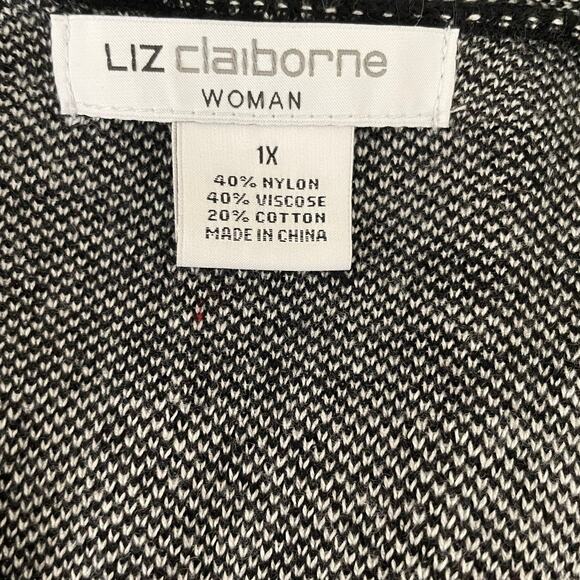 LIZ claiborne
WOMAN
1X
40% NYLON
40% VISCOSE
20% COTTON
MADE IN CHINA